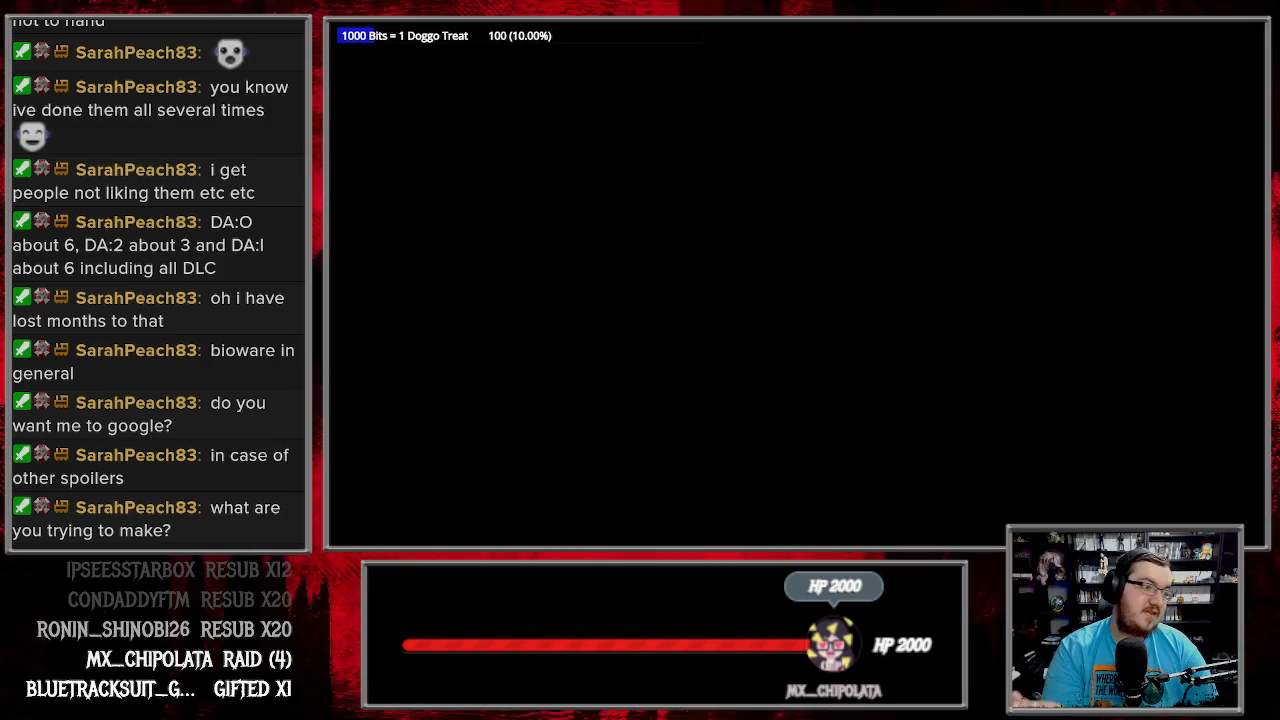 not to hand
SarahPeach83:
SarahPeach83: you know
ive done them all several times
SarahPeach83: i get
people not liking them etc etc
SarahPeach83: DA:O
about 6, DA:2 about 3 and DA:I
about 6 including all DLC
SarahPeach83: oh i have
lost months to that
SarahPeach83: bioware in
general
SarahPeach83: do you
want me to google?
SarahPeach83: in case of
other spoilers
SarahPeach83: what are
you trying to make?
1000 Bits = 1 Doggo Treat 100 (10.00%)
IPSEESSTARBOX RESUB X12
CONDADDYFTM RESUB X20
RONIN_SHINOBI26 RESUB X20
MX_CHIPOLATA RAID (4)
BLUETRACKSUIT_G... GIFTED X1
HP 2000
HP 2000
MX_CHIPOLATA